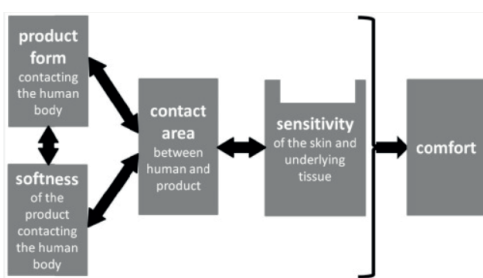 product
form
contacting
the human
body
softness
of the
product
contacting
the human
body
contact
area
between
human and
product
sensitivity
of the skin and
underlying
tissue
comfort